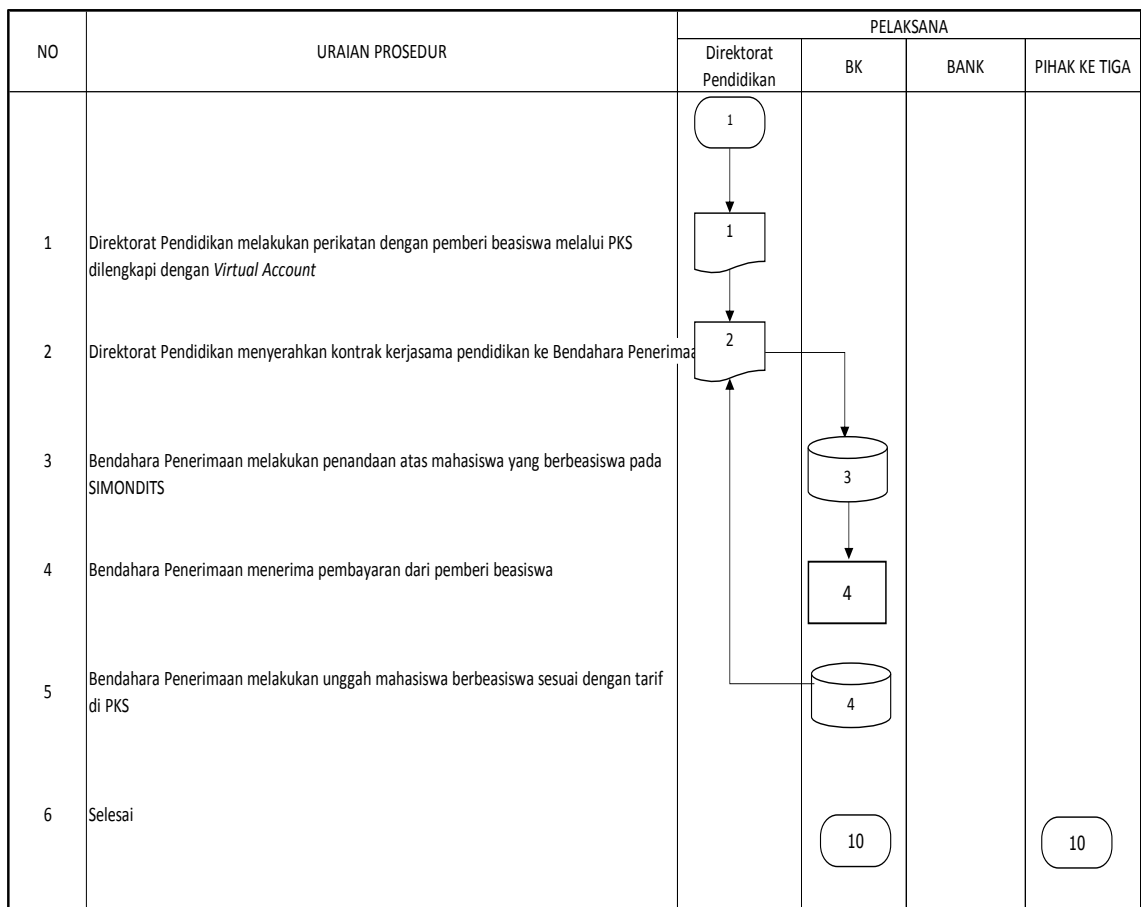 NO
URAIAN PROSEDUR
PELAKSANA
Direktorat
Pendidikan
BK
BANK
PIHAK KE TIGA
1
1
Direktorat Pendidikan melakukan perikatan dengan pemberi beasiswa melalui PKS
dilengkapi dengan Virtual Account
1
2
Direktorat Pendidikan menyerahkan kontrak kerjasama pendidikan ke Bendahara
2
3
Bendahara Penerimaan melakukan penandaan atas mahasiswa yang berbeasiswa pada
SIMONDITS
3
4
Bendahara Penerimaan menerima pembayaran dari pemberi beasiswa
4
5
Bendahara Penerimaan melakukan unggah mahasiswa berbeasiswa sesuai dengan tarif
di PKS
4
6
Selesai
10
10